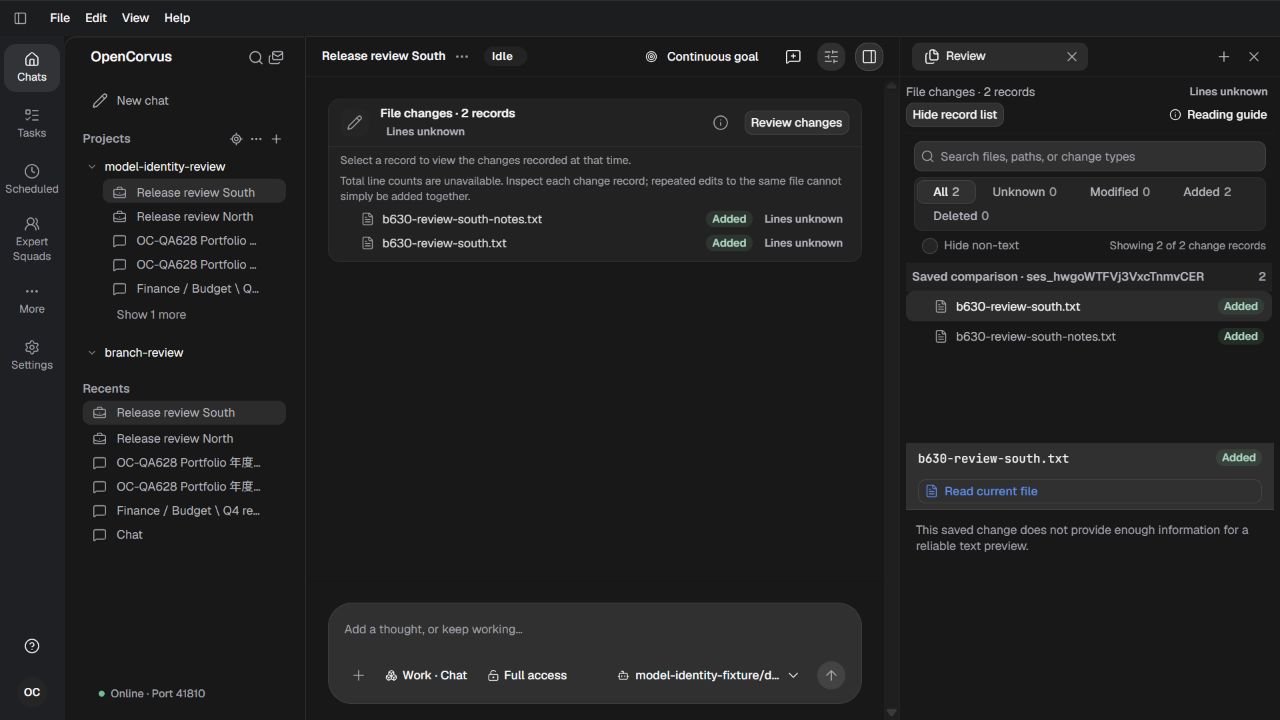 File Edit View Help
Chats
Tasks
Scheduled
Expert
Squads
More
Settings
OC
OpenCorvus
New chat
Projects
model-identity-review
Release review South
Release review North
OC-QA628 Portfolio ...
OC-QA628 Portfolio ...
Finance / Budget \ Q...
Show 1 more
branch-review
Recents
Release review South
Release review North
OC-QA628 Portfolio 年度...
OC-QA628 Portfolio 年度...
Finance / Budget \ Q4 re...
Chat
Online · Port 41810
Release review South ... Idle Continuous goal
File changes · 2 records
Lines unknown
Review changes
Select a record to view the changes recorded at that time.
Total line counts are unavailable. Inspect each change record; repeated edits to the same file cannot
simply be added together.
b630-review-south-notes.txt Added Lines unknown
b630-review-south.txt Added Lines unknown
Add a thought, or keep working...
Work · Chat Full access model-identity-fixture/d...
Review
File changes · 2 records Lines unknown
Hide record list Reading guide
Search files, paths, or change types
All 2 Unknown 0 Modified 0 Added 2
Deleted 0
Hide non-text Showing 2 of 2 change records
Saved comparison · ses_hwgoWTFVj3VxcTnmvCER 2
b630-review-south.txt Added
b630-review-south-notes.txt Added
b630-review-south.txt Added
Read current file
This saved change does not provide enough information for a
reliable text preview.